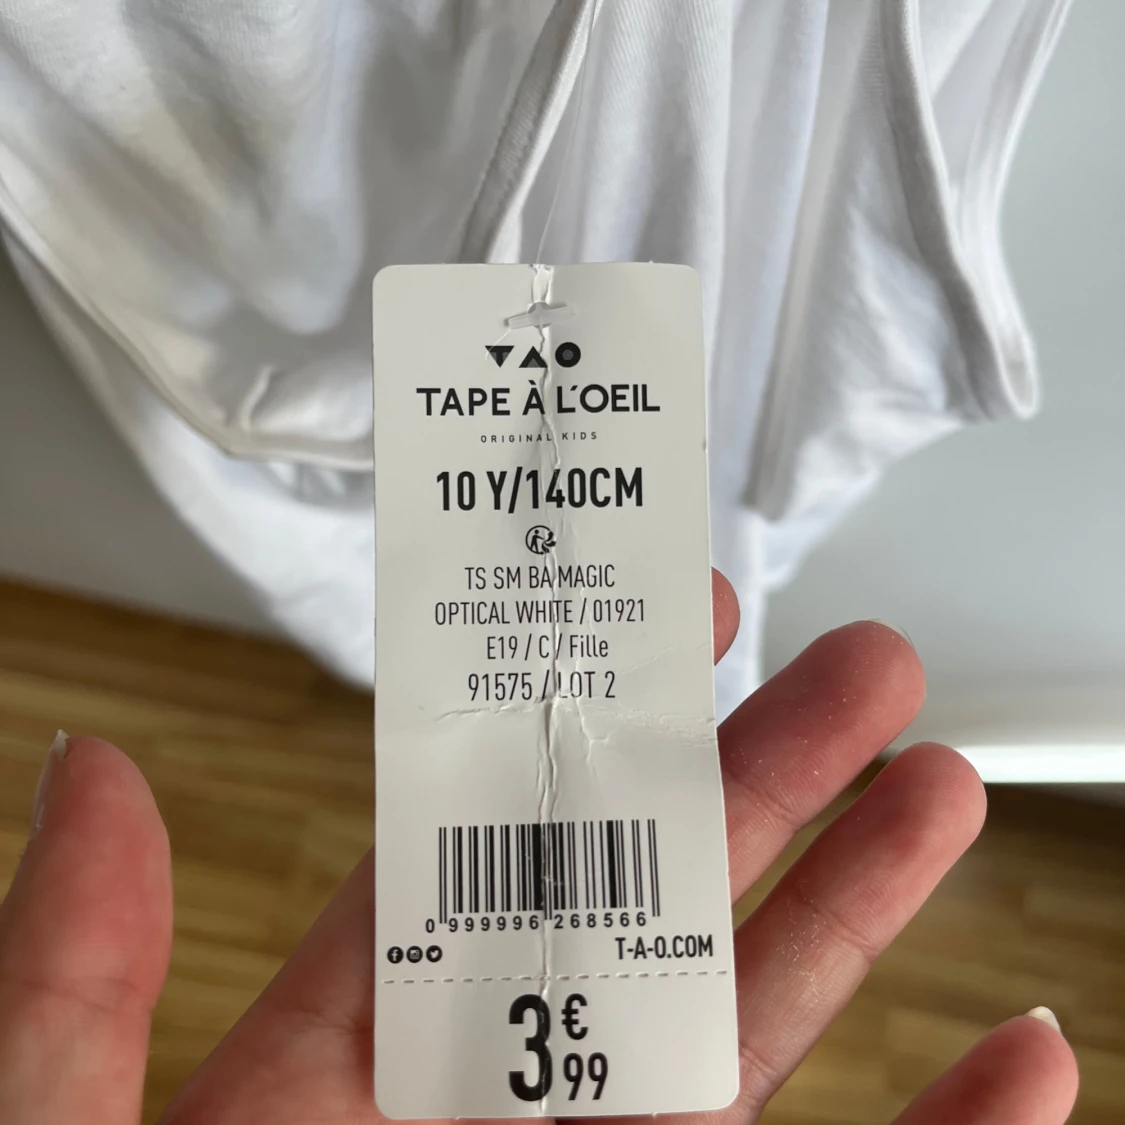 TAO
TAPE À L'OEIL
ORIGINAL KIDS
10 Y/140CM
TS SM BA MAGIC
OPTICAL WHITE / 01921
E19 / C / Fille
91575 / LOT 2
0 999996 268566
T-A-O.COM
3€99